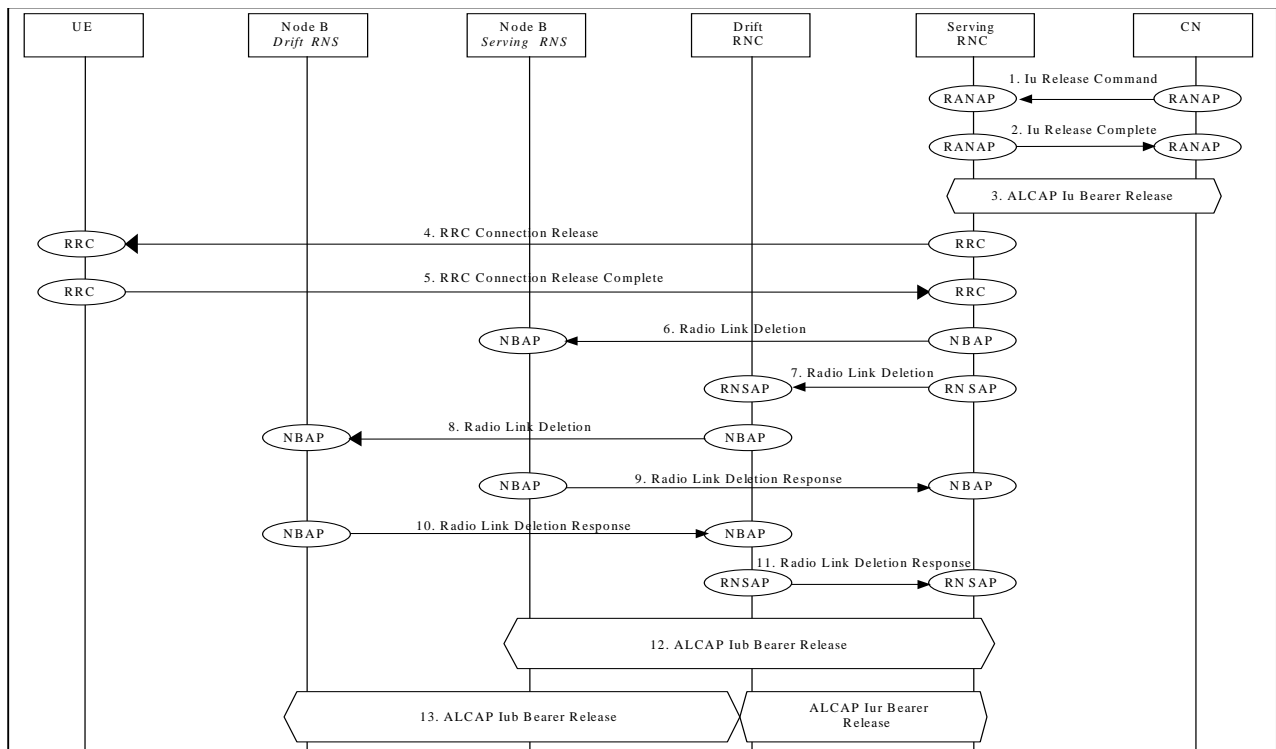 UE
Node B
Drift RNS
Node B
Serving RNS
Drift
RNC
Serving
RNC
CN
1. Iu Release Command
RANAP
RANAP
2. Iu Release Complete
RANAP
RANAP
3. ALCAP Iu Bearer Release
4. RRC Connection Release
RRC
RRC
5. RRC Connection Release Complete
RRC
RRC
6. Radio Link Deletion
NBAP
NBAP
7. Radio Link Deletion
RNSAP
RNSAP
8. Radio Link Deletion
NBAP
NBAP
9. Radio Link Deletion Response
NBAP
NBAP
10. Radio Link Deletion Response
NBAP
NBAP
11. Radio Link Deletion Response
RNSAP
RNSAP
12. ALCAP Iub Bearer Release
13. ALCAP Iub Bearer Release
ALCAP Iur Bearer
Release